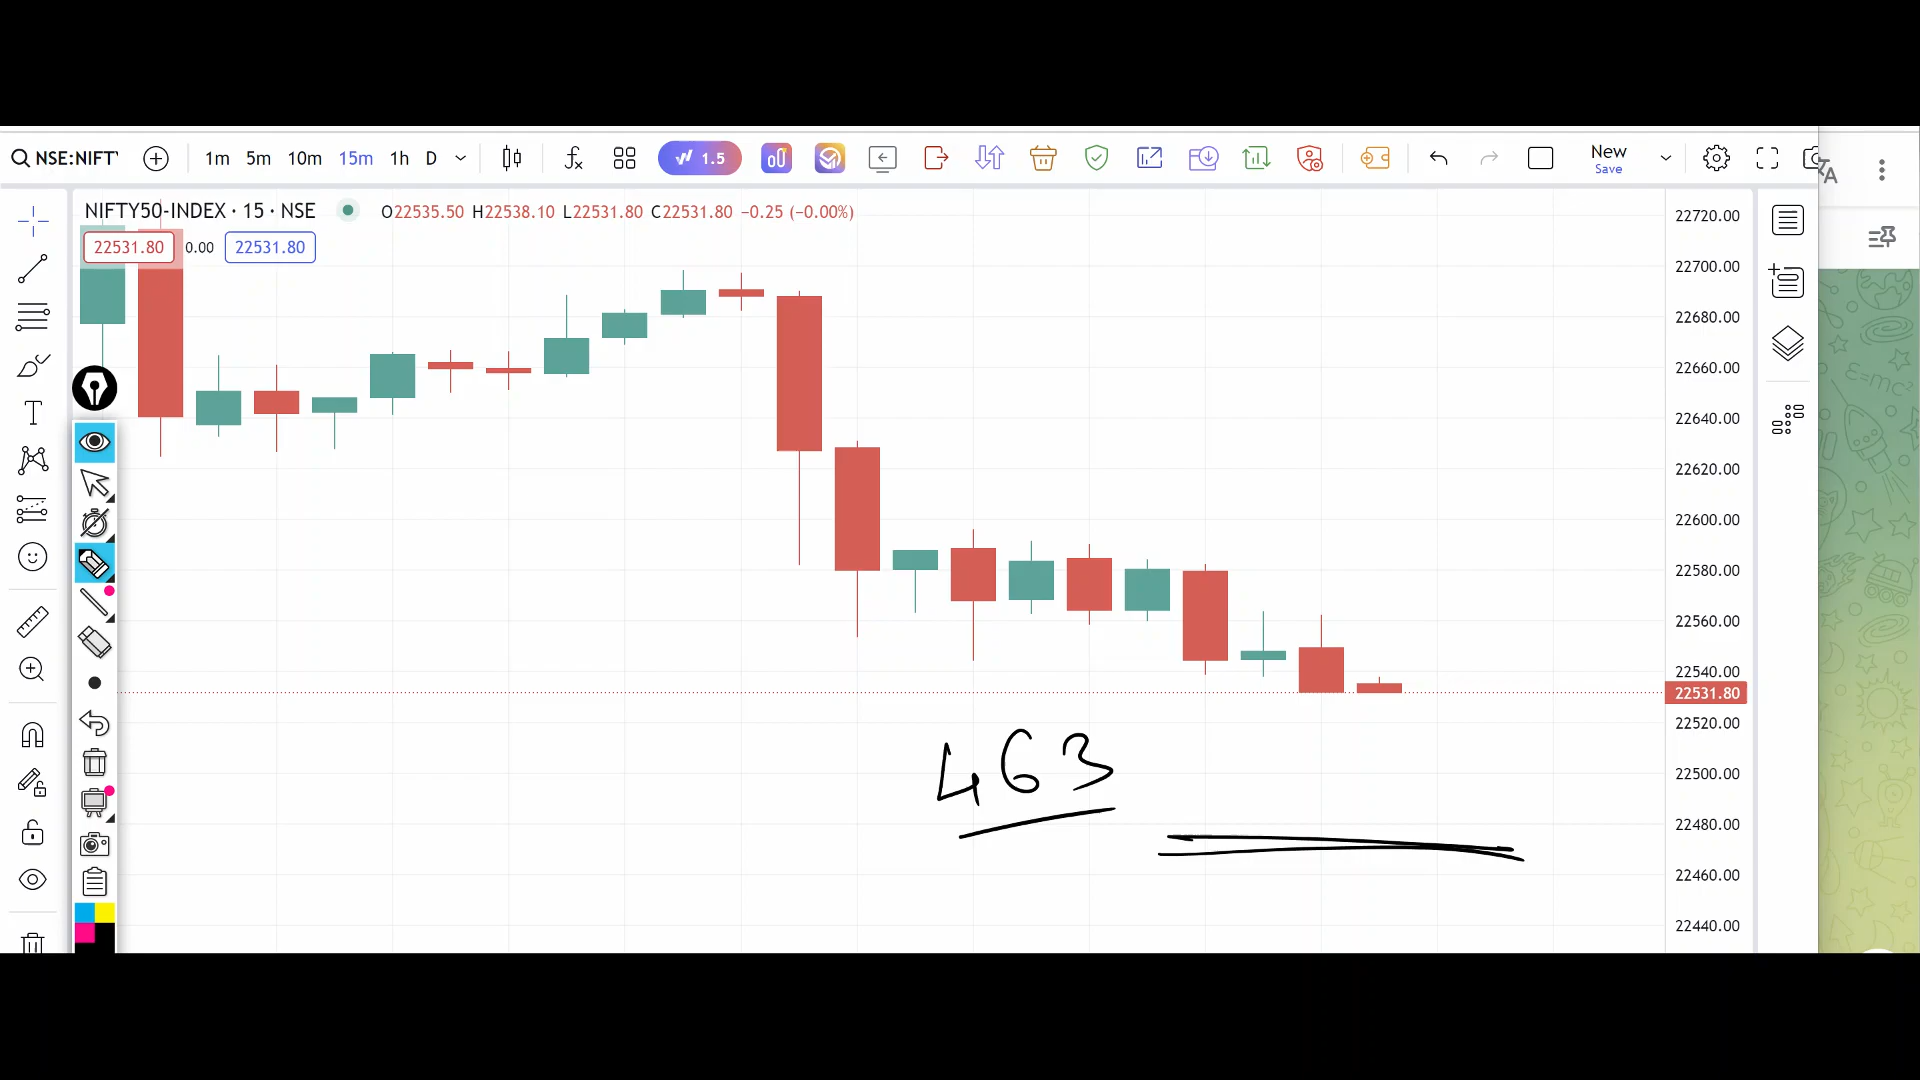 NSE:NIFT
1m 5m 10m 15m 1h D
1.5
New
Save
NIFTY50-INDEX · 15 · NSE
O22535.50 H22538.10 L22531.80 C22531.80 −0.25 (−0.00%)
22531.80 0.00 22531.80
22720.00
22700.00
22680.00
22660.00
22640.00
22620.00
22600.00
22580.00
22560.00
22540.00
22531.80
22520.00
22500.00
22480.00
22460.00
22440.00
463